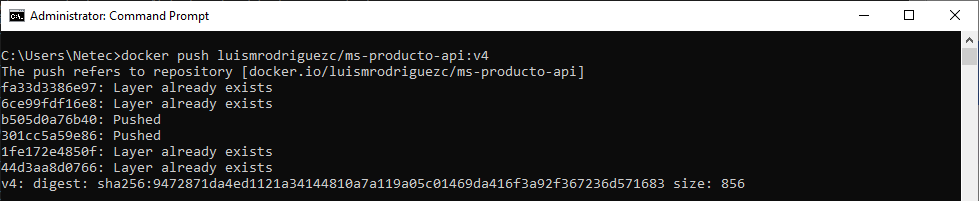 Administrator: Command Prompt
C:\Users\Netec>docker push luismrodriguezc/ms-producto-api:v4
The push refers to repository [docker.io/luismrodriguezc/ms-producto-api]
fa33d3386e97: Layer already exists
6ce99fdf16e8: Layer already exists
b505d0a76b40: Pushed
301cc5a59e86: Pushed
1fe172e4850f: Layer already exists
44d3aa8d0766: Layer already exists
v4: digest: sha256:9472871da4ed1121a34144810a7a119a05c01469da416f3a92f367236d571683 size: 856